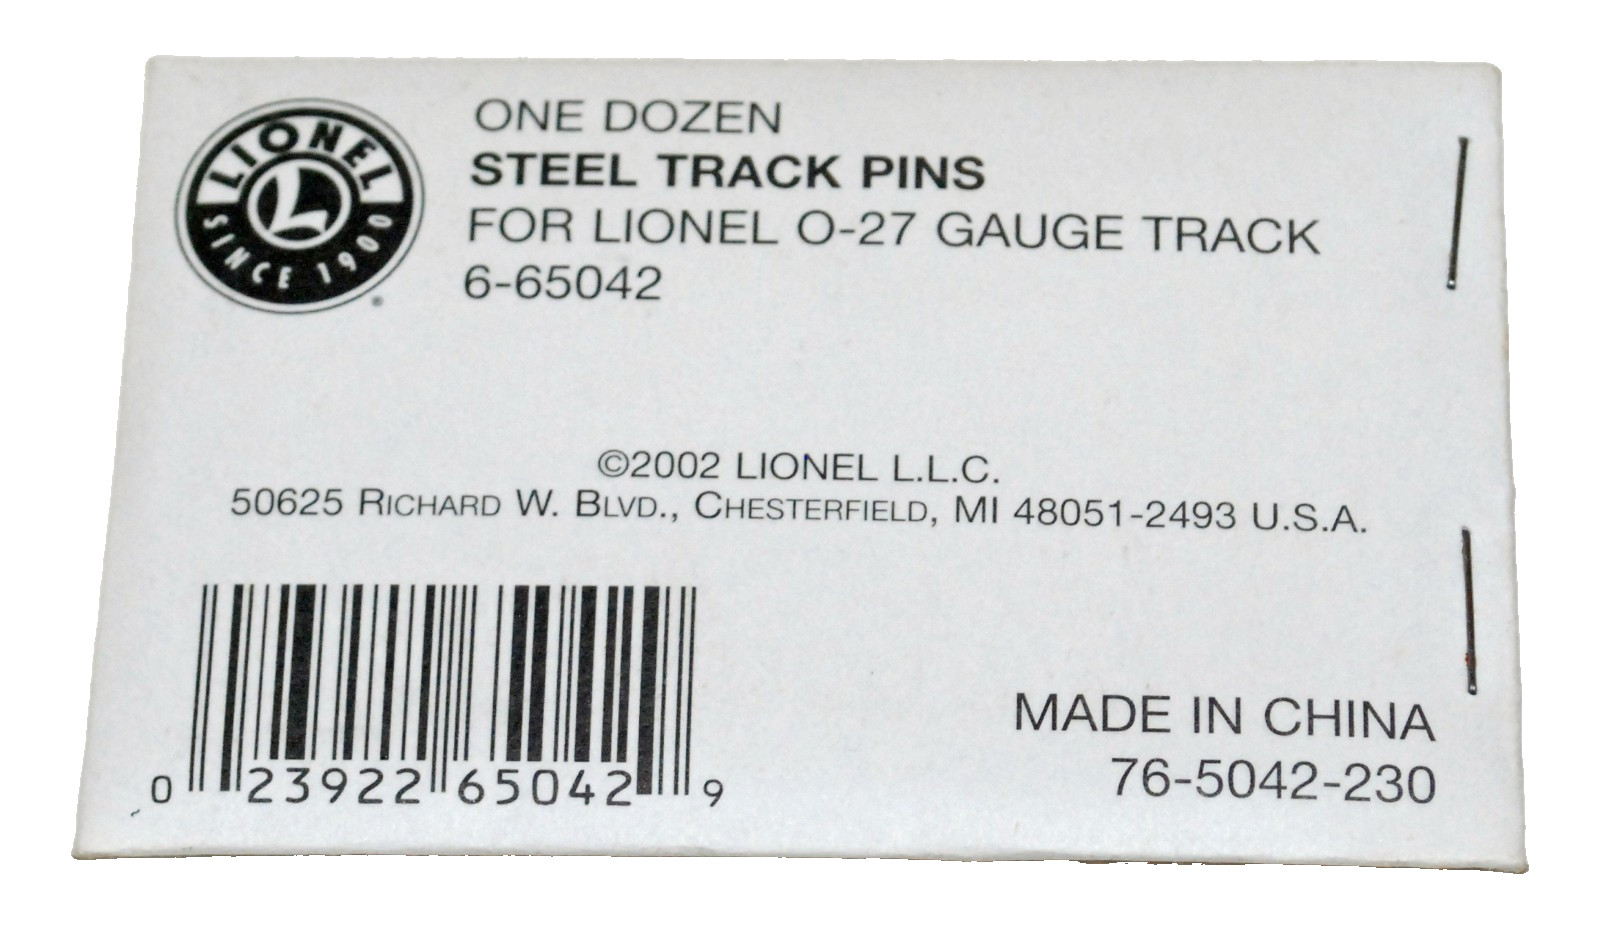 LIONEL
L
SINCE 1900
®
ONE DOZEN
STEEL TRACK PINS
FOR LIONEL O-27 GAUGE TRACK
6-65042
©2002 LIONEL L.L.C.
50625 RICHARD W. BLVD., CHESTERFIELD, MI 48051-2493 U.S.A.
0 23922 65042 9
MADE IN CHINA
76-5042-230